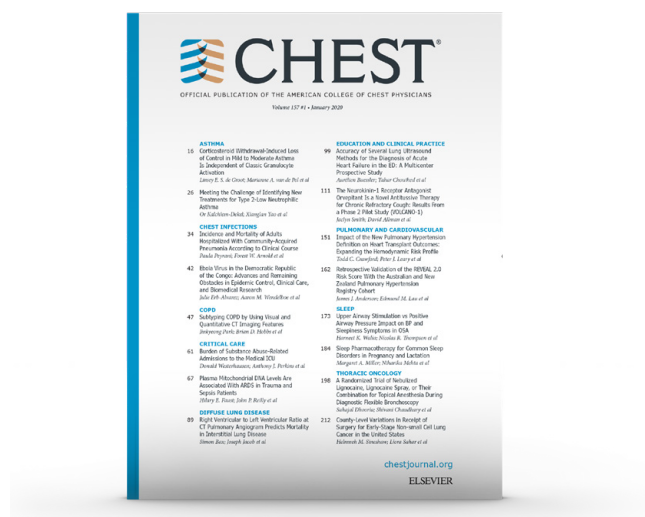 CHEST®
OFFICIAL PUBLICATION OF THE AMERICAN COLLEGE OF CHEST PHYSICIANS
Volume 157 #1 • January 2020
ASTHMA
16 Corticosteroid Withdrawal-Induced Loss
of Control in Mild to Moderate Asthma
Is Independent of Classic Granulocyte
Activation
Marianne A. van de Pol et al
26 Meeting the Challenge of Identifying New
Treatments for Type 2-Low Neutrophilic
Asthma
Or Kalchiem-Dekel, Xianglan Yao et al
CHEST INFECTIONS
34 Incidence and Mortality of Adults
Hospitalized With Community-Acquired
Pneumonia According to Clinical Course
Paula Peyrani, Forest W. Arnold et al
42 Ebola Virus in the Democratic Republic
of the Congo: Advances and Remaining
Obstacles in Epidemic Control, Clinical Care,
and Biomedical Research
Julie Erb-Alvarez; Aaron M. Wendelboe et al
COPD
47 Subtyping COPD by Using Visual and
Quantitative CT Imaging Features
Jinkyeong Park; Brian D. Hobbs et al
CRITICAL CARE
61 Burden of Substance Abuse-Related
Admissions to the Medical ICU
Donald Westerhausen; Anthony J. Perkins et al
67 Plasma Mitochondrial DNA Levels Are
Associated With ARDS in Trauma and
Sepsis Patients
Hilary E. Faust; John P. Reilly et al
DIFFUSE LUNG DISEASE
89 Right Ventricular to Left Ventricular Ratio at
CT Pulmonary Angiogram Predicts Mortality
in Interstitial Lung Disease
Simon Bax; Joseph Jacob et al
EDUCATION AND CLINICAL PRACTICE
99 Accuracy of Several Lung Ultrasound
Methods for the Diagnosis of Acute
Heart Failure in the ED: A Multicenter
Prospective Study
Aurélien Buessler; Tahar Chouihed et al
111 The Neurokinin-1 Receptor Antagonist
Orvepitant Is a Novel Antitussive Therapy
for Chronic Refractory Cough: Results From
a Phase 2 Pilot Study (VOLCANO-1)
Jaclyn Smith, David Allman et al
PULMONARY AND CARDIOVASCULAR
151 Impact of the New Pulmonary Hypertension
Definition on Heart Transplant Outcomes:
Expanding the Hemodynamic Risk Profile
Todd C. Crawford; Peter J. Leary et al
162 Retrospective Validation of the REVEAL 2.0
Risk Score With the Australian and New
Zealand Pulmonary Hypertension
Registry Cohort
James J. Anderson; Edmund M. Lau et al
SLEEP
173 Upper Airway Stimulation vs Positive
Airway Pressure Impact on BP and
Sleepiness Symptoms in OSA
Harneet K. Walia; Nicolas R. Thompson et al
184 Sleep Pharmacotherapy for Common Sleep
Disorders in Pregnancy and Lactation
Margaret A. Miller, Niharika Mehta et al
THORACIC ONCOLOGY
198 A Randomized Trial of Nebulized
Lignocaine, Lignocaine Spray, or Their
Combination for Topical Anesthesia During
Diagnostic Flexible Bronchoscopy
Sahajal Dhooria; Shivani Chaudhary et al
212 County-Level Variations in Receipt of
Surgery for Early-Stage Non-small Cell Lung
Cancer in the United States
et al
chestjournal.org
ELSEVIER